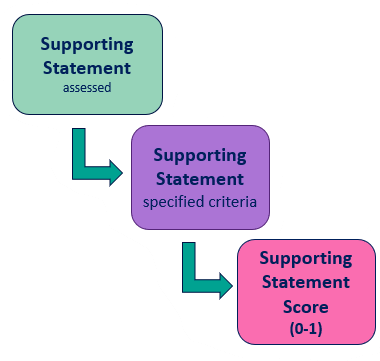 Supporting
Statement
assessed
Supporting
Statement
specified criteria
Supporting
Statement
Score
(0-1)